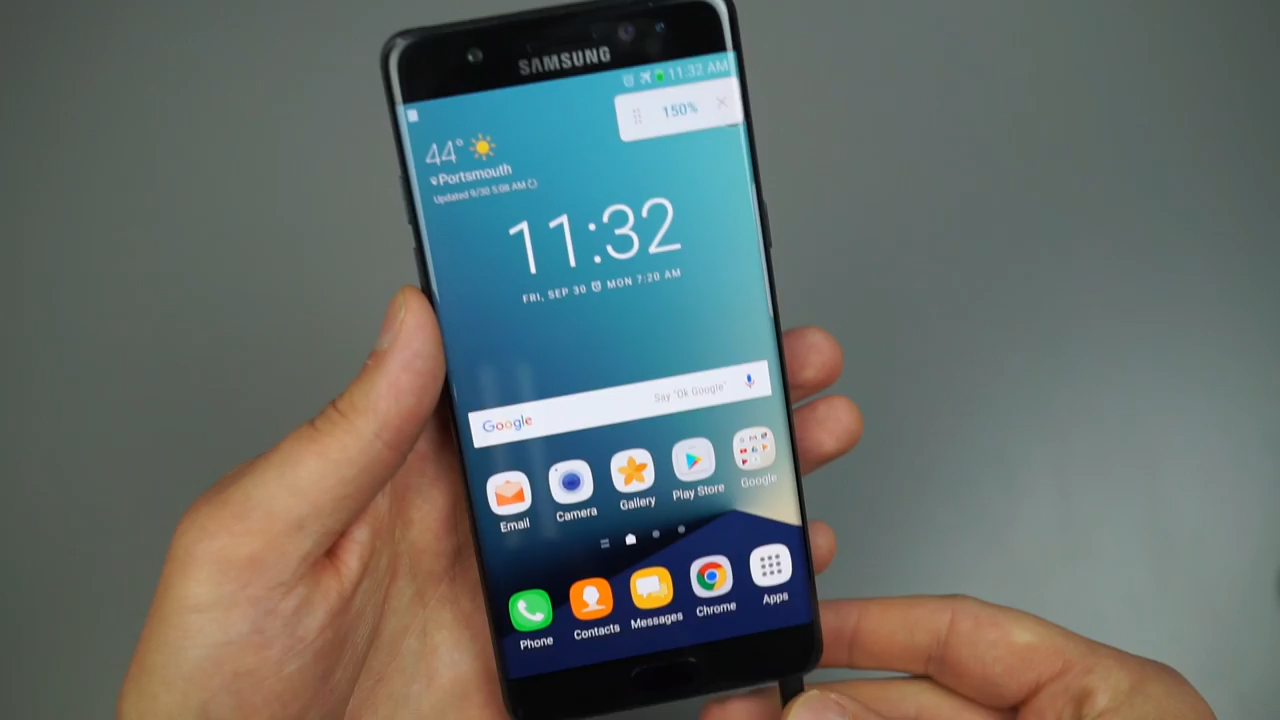 SAMSUNG
11:32 AM
150%
44°
Portsmouth
Updated 9/30 5:08 AM
11:32
FRI, SEP 30 MON 7:20 AM
Google Say "Ok Google"
Email Camera Gallery Play Store Google
Phone Contacts Messages Chrome Apps